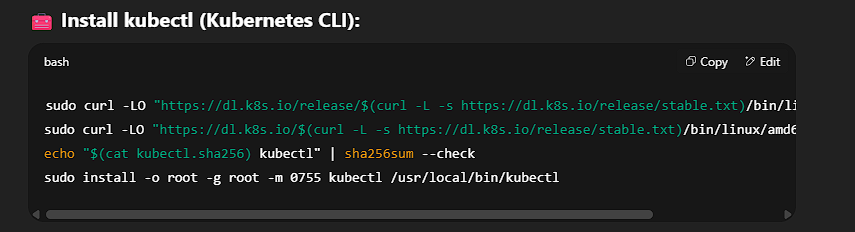 Install kubectl (Kubernetes CLI):
bash
Copy
Edit
sudo curl -LO "https://dl.k8s.io/release/$(curl -L -s https://dl.k8s.io/release/stable.txt)/bin/li
sudo curl -LO "https://dl.k8s.io/$(curl -L -s https://dl.k8s.io/release/stable.txt)/bin/linux/amd6
echo "$(cat kubectl.sha256) kubectl" | sha256sum --check
sudo install -o root -g root -m 0755 kubectl /usr/local/bin/kubectl